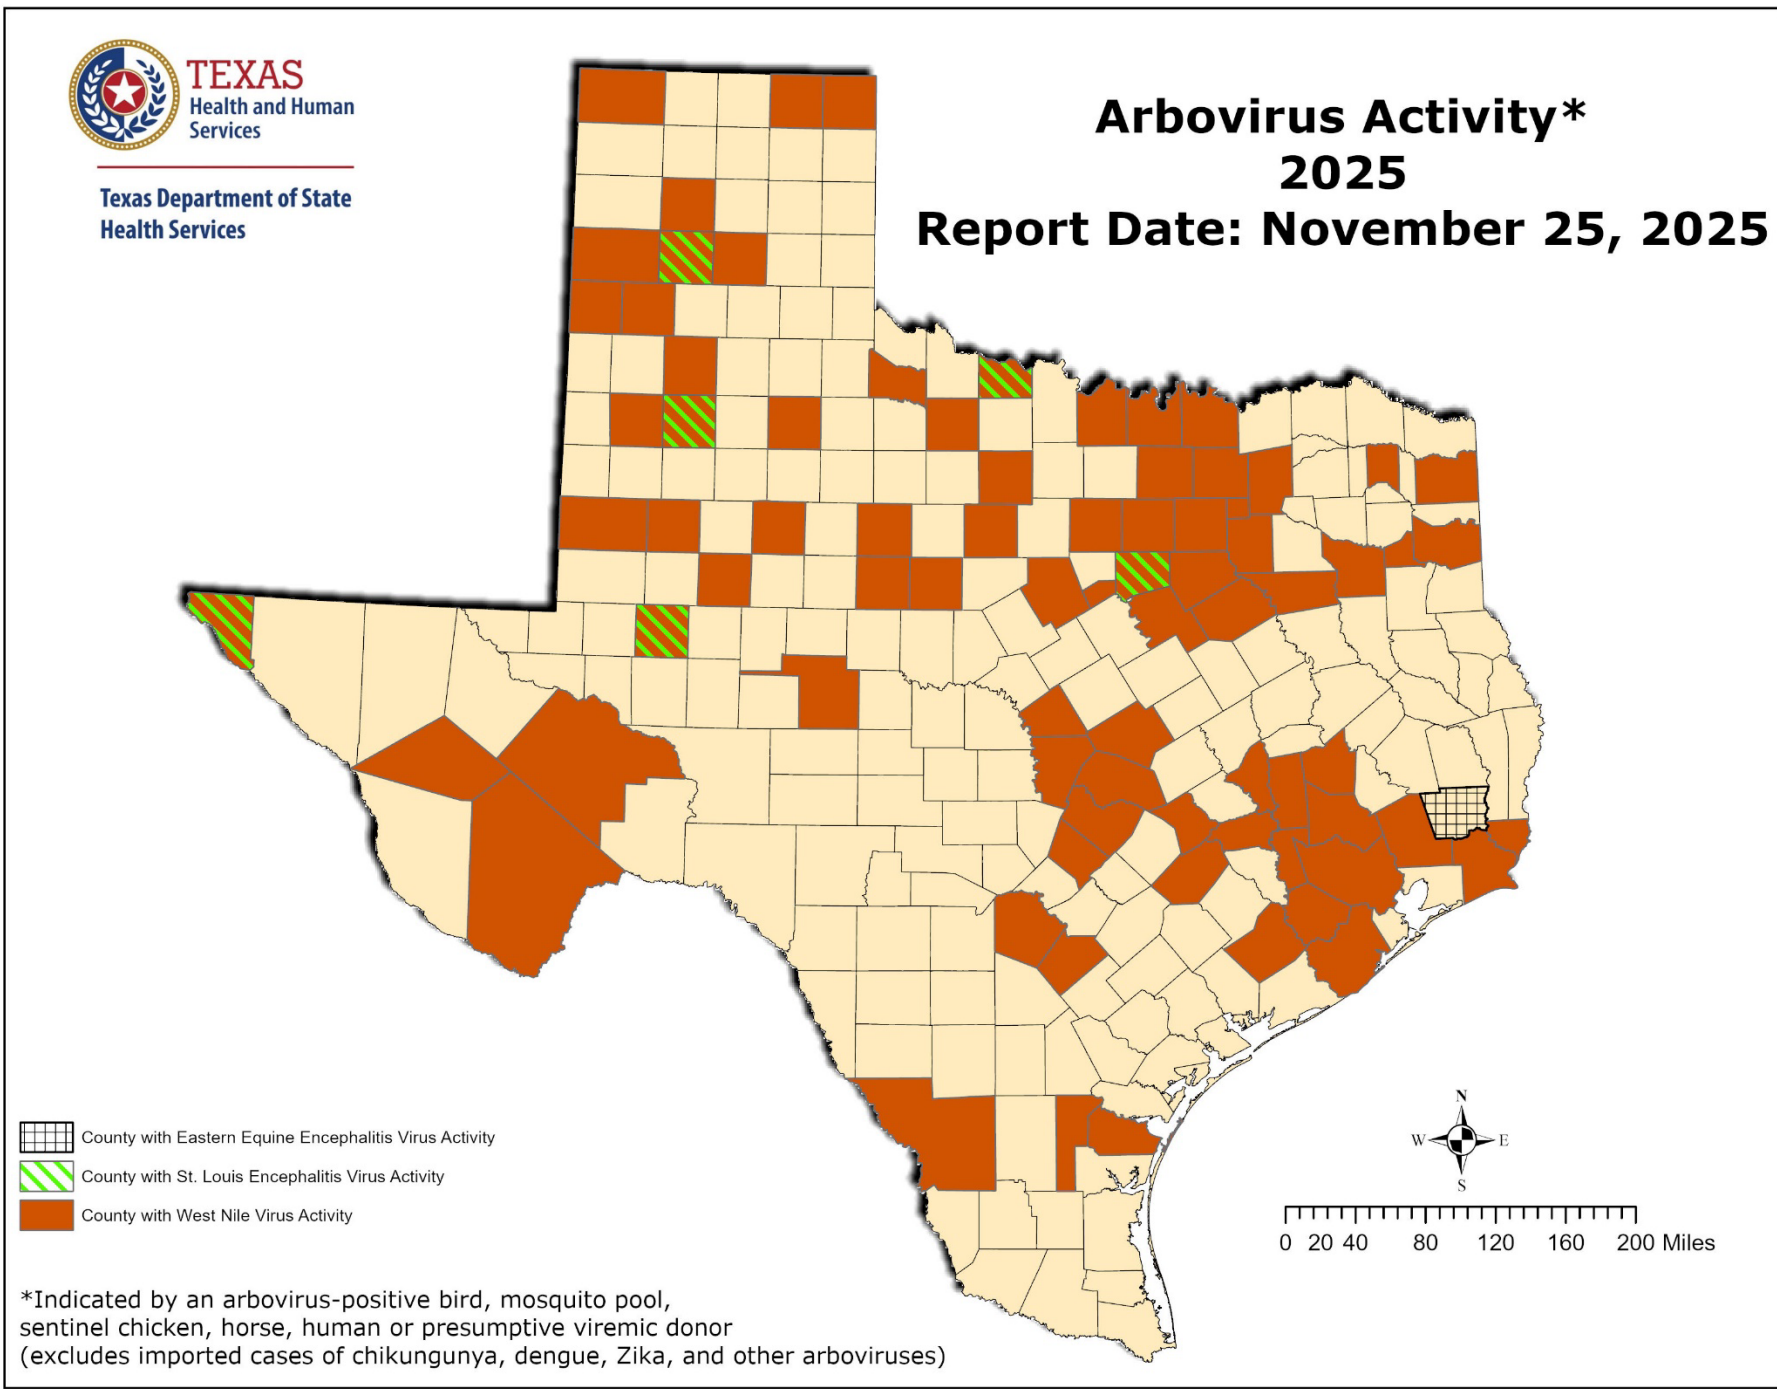 TEXAS
Health and Human
Services
Texas Department of State
Health Services
Arbovirus Activity*
2025
Report Date: November 25, 2025
County with Eastern Equine Encephalitis Virus Activity
County with St. Louis Encephalitis Virus Activity
County with West Nile Virus Activity
N
W E
S
0 20 40 80 120 160 200 Miles
*Indicated by an arbovirus-positive bird, mosquito pool,
sentinel chicken, horse, human or presumptive viremic donor
(excludes imported cases of chikungunya, dengue, Zika, and other arboviruses)